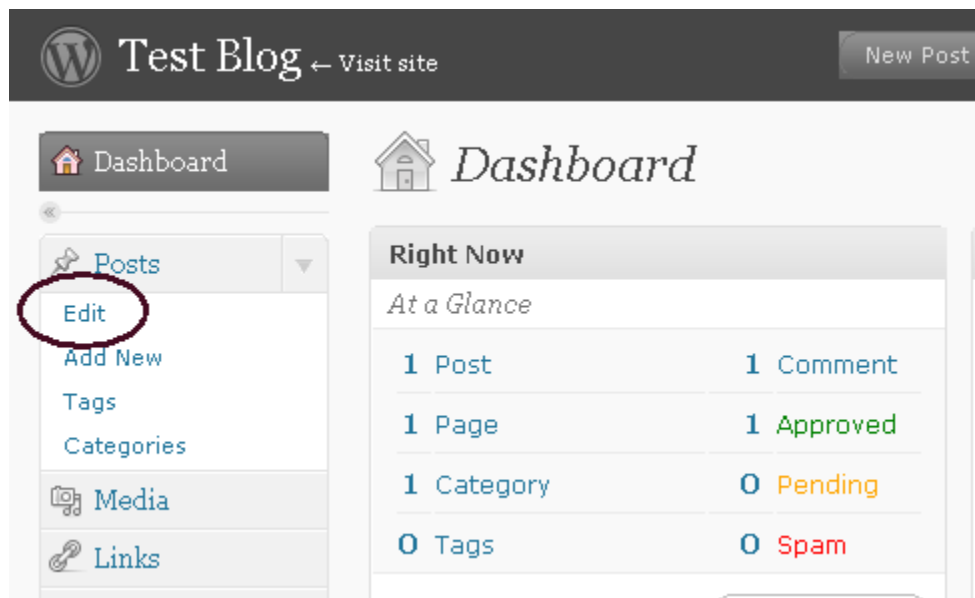 Test Blog ← Visit site
New Post
Dashboard
Posts
Edit
Add New
Tags
Categories
Media
Links
Dashboard
Right Now
At a Glance
1 Post 1 Comment
1 Page 1 Approved
1 Category 0 Pending
0 Tags 0 Spam